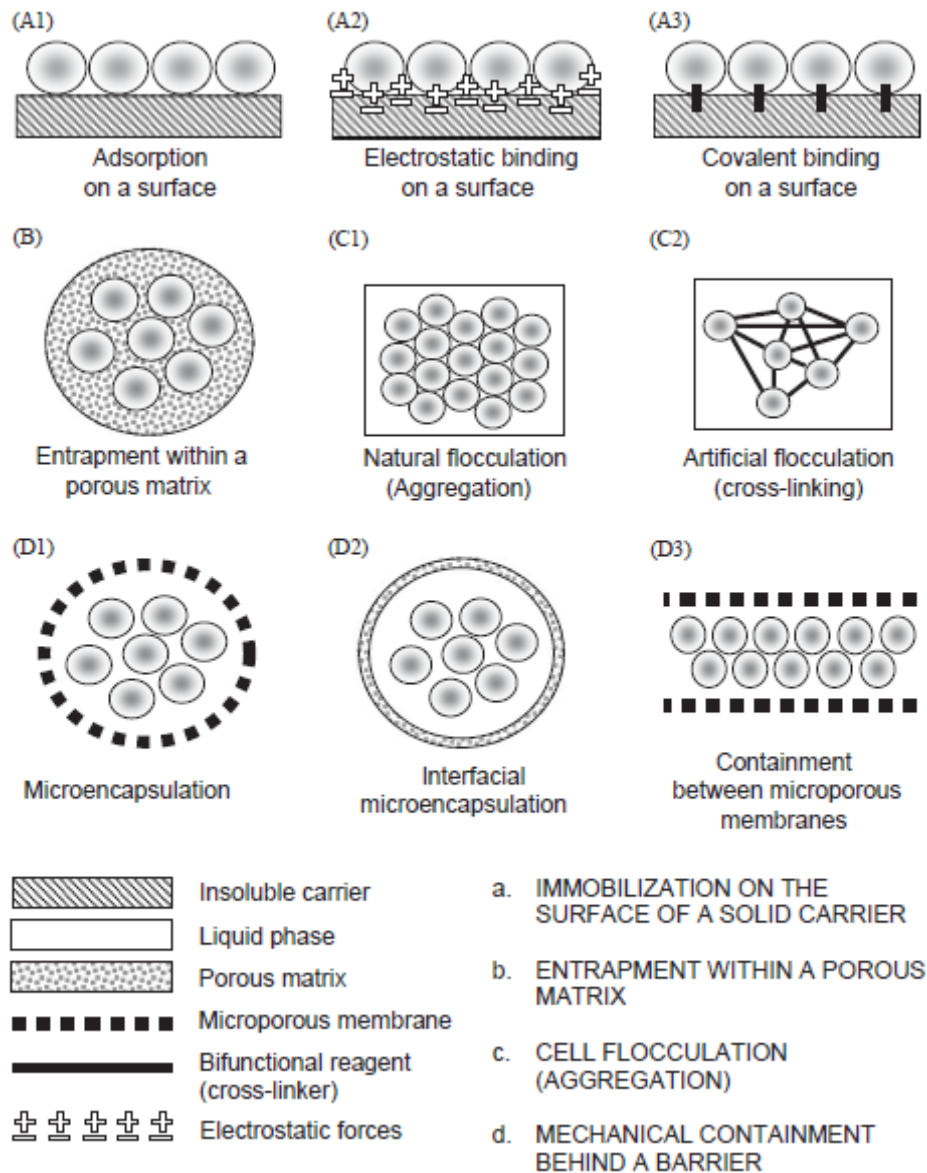 (A1)
(A2)
(A3)
Adsorption
on a surface
Electrostatic binding
on a surface
Covalent binding
on a surface
(B)
(C1)
(C2)
Entrapment within a
porous matrix
Natural flocculation
(Aggregation)
Artificial flocculation
(cross-linking)
(D1)
(D2)
(D3)
Microencapsulation
Interfacial
microencapsulation
Containment
between microporous
membranes
Insoluble carrier
Liquid phase
Porous matrix
Microporous membrane
Bifunctional reagent
(cross-linker)
Electrostatic forces
a. IMMOBILIZATION ON THE
SURFACE OF A SOLID CARRIER
b. ENTRAPMENT WITHIN A POROUS
MATRIX
c. CELL FLOCCULATION
(AGGREGATION)
d. MECHANICAL CONTAINMENT
BEHIND A BARRIER